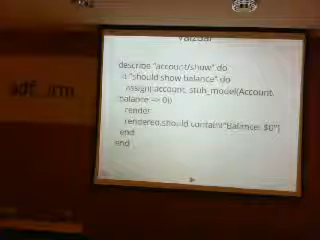 describe "account/show" do
it "should show balance" do
assign(:account, stub_model(Account,
:balance => 0))
render
rendered.should contain("Balance: $0")
end
end